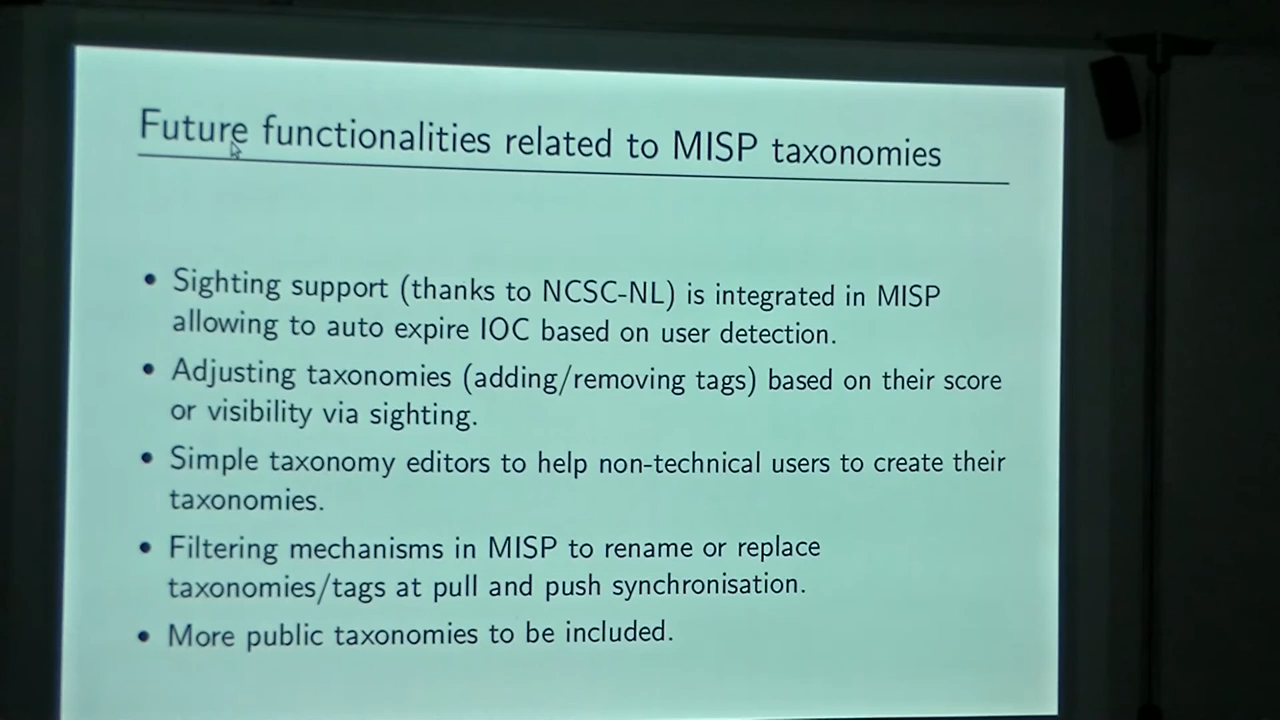 Future functionalities related to MISP taxonomies
• Sighting support (thanks to NCSC-NL) is integrated in MISP
allowing to auto expire IOC based on user detection.
• Adjusting taxonomies (adding/removing tags) based on their score
or visibility via sighting.
• Simple taxonomy editors to help non-technical users to create their
taxonomies.
• Filtering mechanisms in MISP to rename or replace
taxonomies/tags at pull and push synchronisation.
• More public taxonomies to be included.